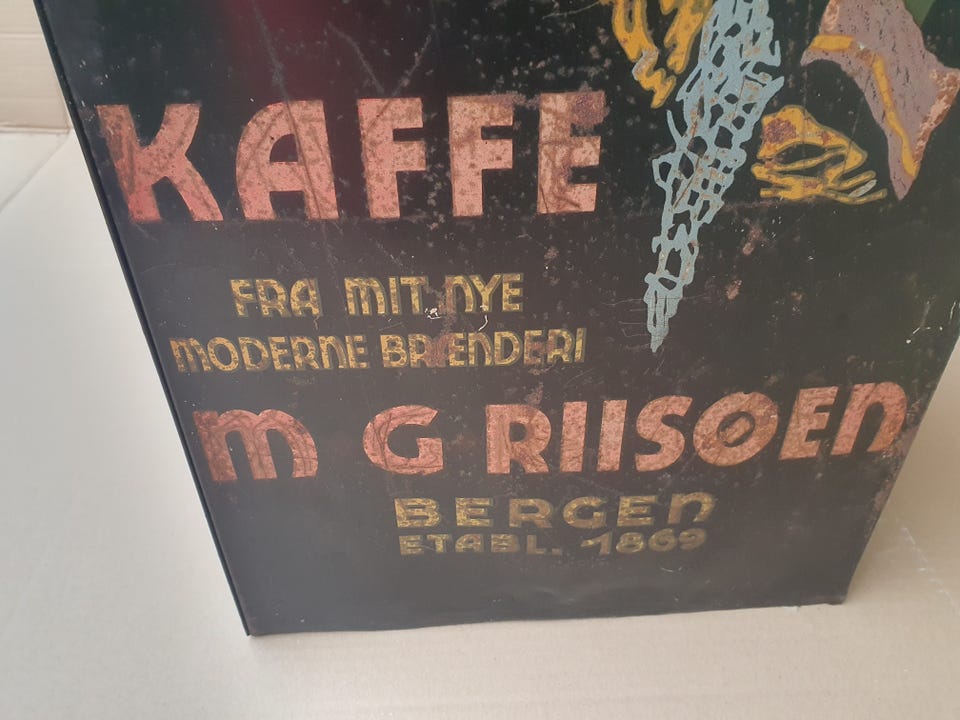 KAFFE
FRA MIT NYE
MODERNE BRÆNDERI
M G RIISØEN
BERGEN
ETABL. 1869